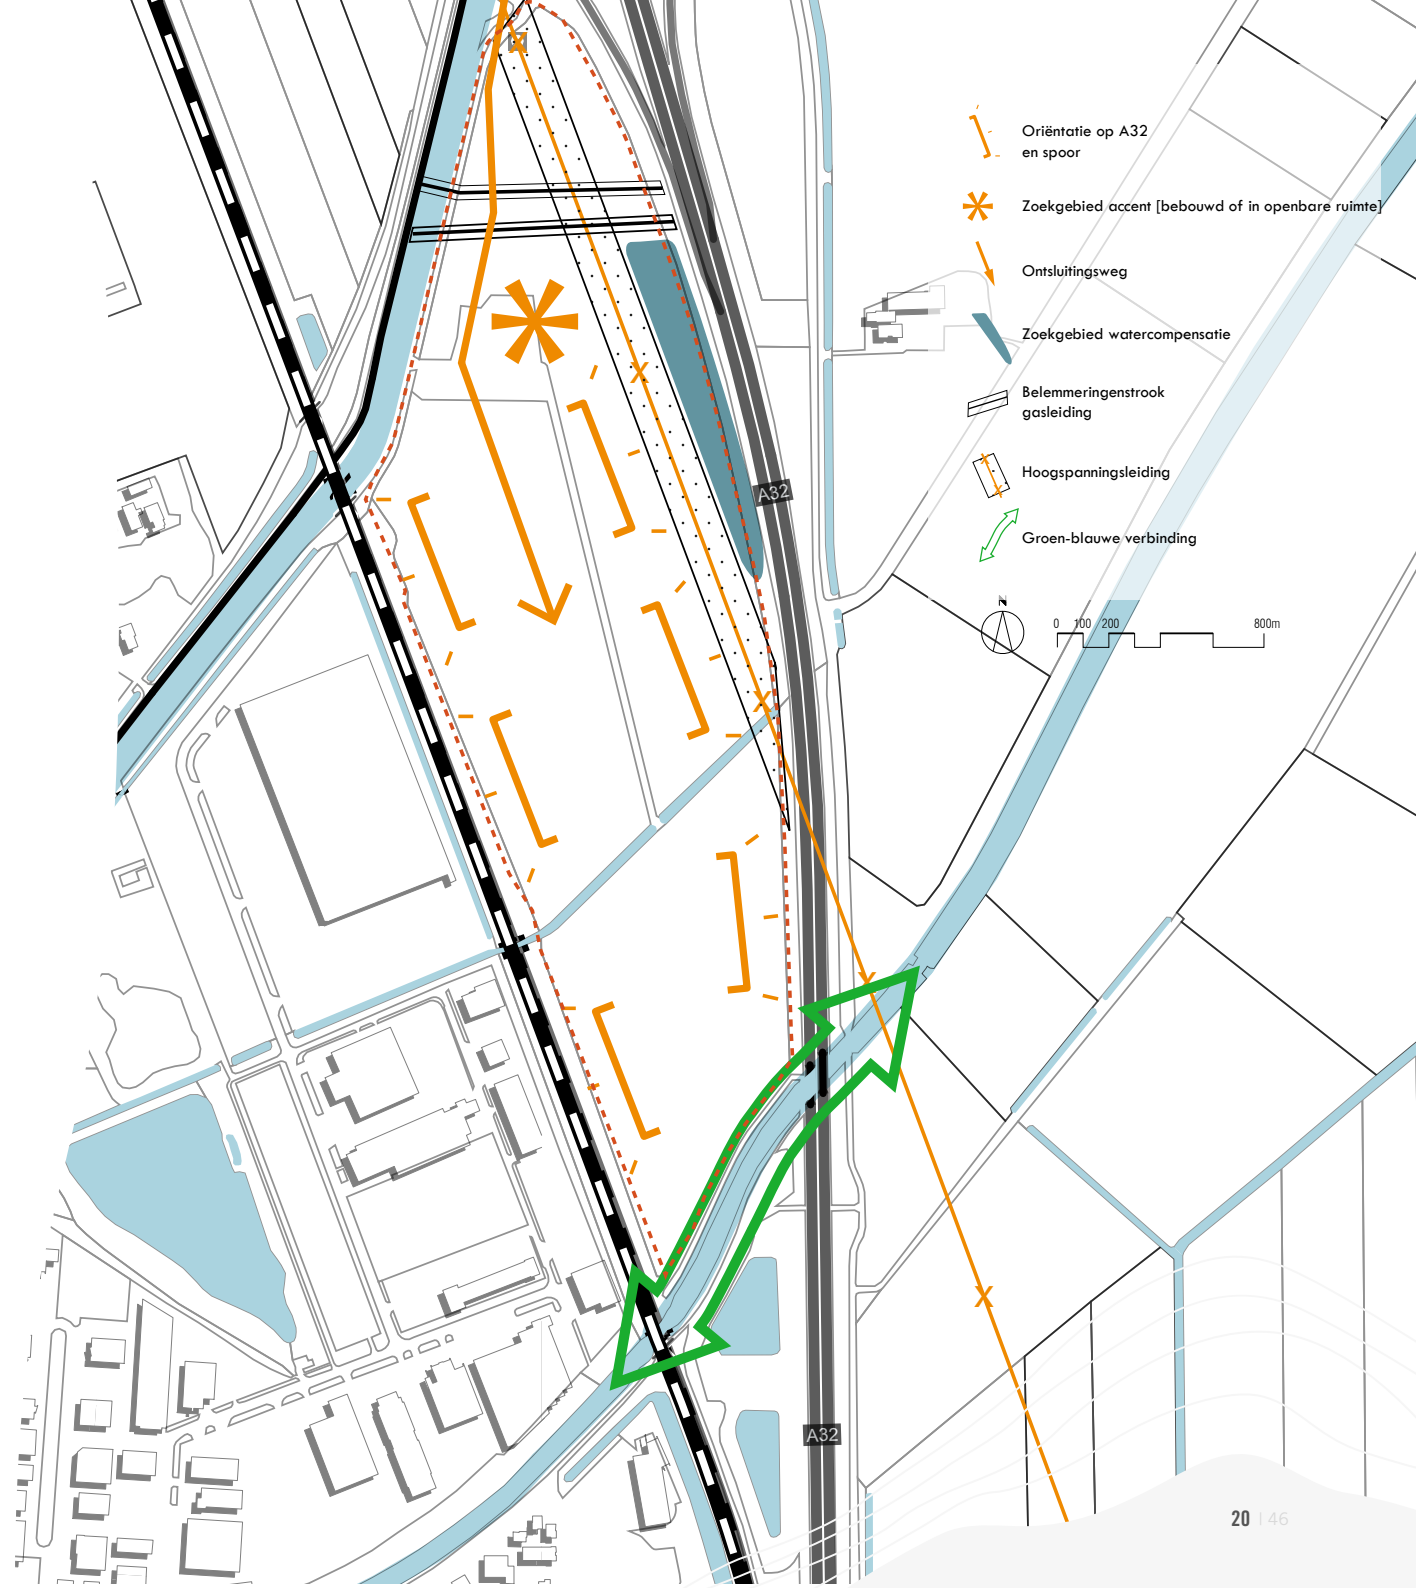 Oriëntatie op A32
en spoor
Zoekgebied accent [bebouwd of in openbare ruimte]
Ontsluitingsweg
Zoekgebied watercompensatie
Belemmeringenstrook
gasleiding
Hoogspanningsleiding
Groen-blauwe verbinding
N
0 100 200 800m
A32
A32
20 | 46